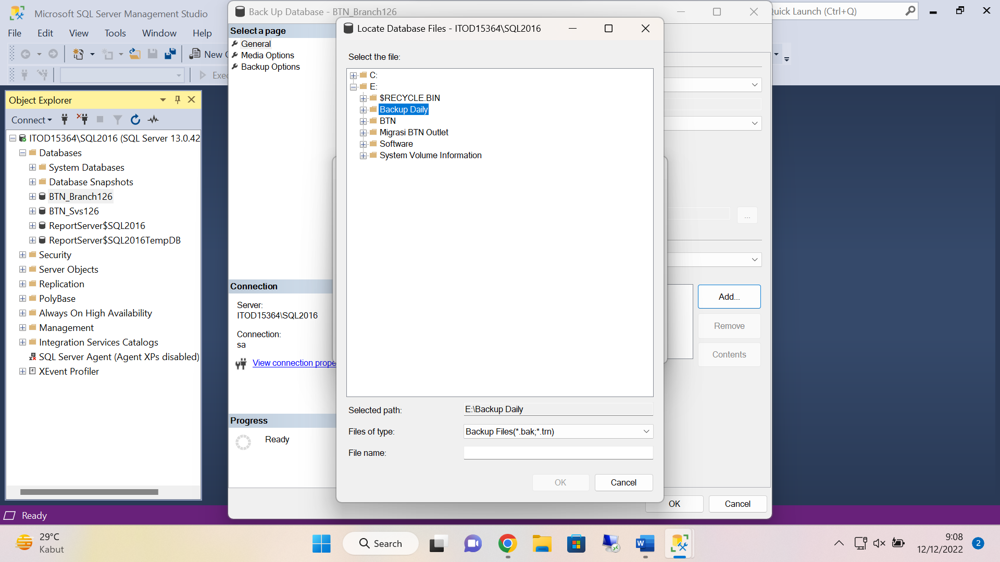 Microsoft SQL Server Management Studio
Quick Launch (Ctrl+Q)
File Edit View Tools Window Help
New
Object Explorer
Connect
ITOD15364\SQL2016 (SQL Server 13.0.42
Databases
System Databases
Database Snapshots
BTN_Branch126
BTN_Svs126
ReportServer$SQL2016
ReportServer$SQL2016TempDB
Security
Server Objects
Replication
PolyBase
Always On High Availability
Management
Integration Services Catalogs
SQL Server Agent (Agent XPs disabled)
XEvent Profiler
Back Up Database - BTN_Branch126
Select a page
General
Media Options
Backup Options
Connection
Server:
ITOD15364\SQL2016
Connection:
sa
View connection prope
Progress
Ready
...
Add...
Remove
Contents
OK Cancel
Locate Database Files - ITOD15364\SQL2016
Select the file:
C:
E:
$RECYCLE.BIN
Backup Daily
BTN
Migrasi BTN Outlet
Software
System Volume Information
Selected path: E:\Backup Daily
Files of type: Backup Files(*.bak;*.trn)
File name:
OK Cancel
Ready
29°C
Kabut
Search
9:08
12/12/2022
2